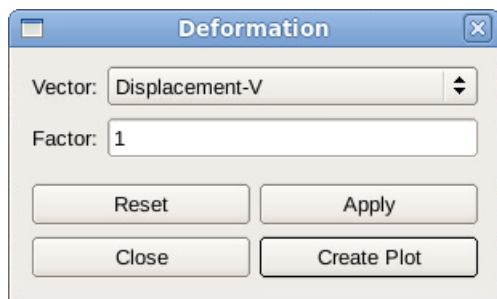 Deformation
Vector: Displacement-V
Factor: 1
Reset Apply
Close Create Plot